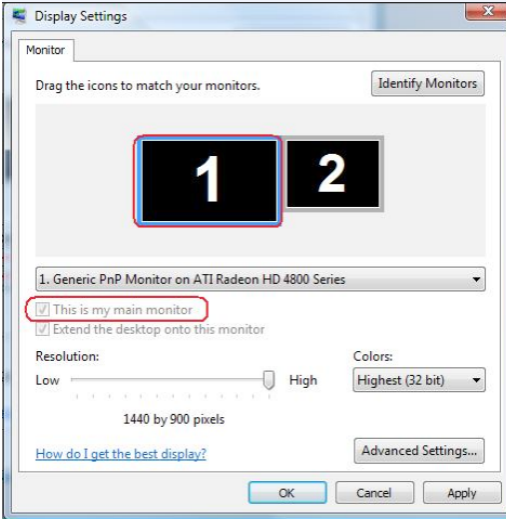 Display Settings
Monitor
Drag the icons to match your monitors.
Identify Monitors
1
2
1. Generic PnP Monitor on ATI Radeon HD 4800 Series
This is my main monitor
Extend the desktop onto this monitor
Resolution:
Colors:
Low
High
Highest (32 bit)
1440 by 900 pixels
How do I get the best display?
Advanced Settings...
OK
Cancel
Apply